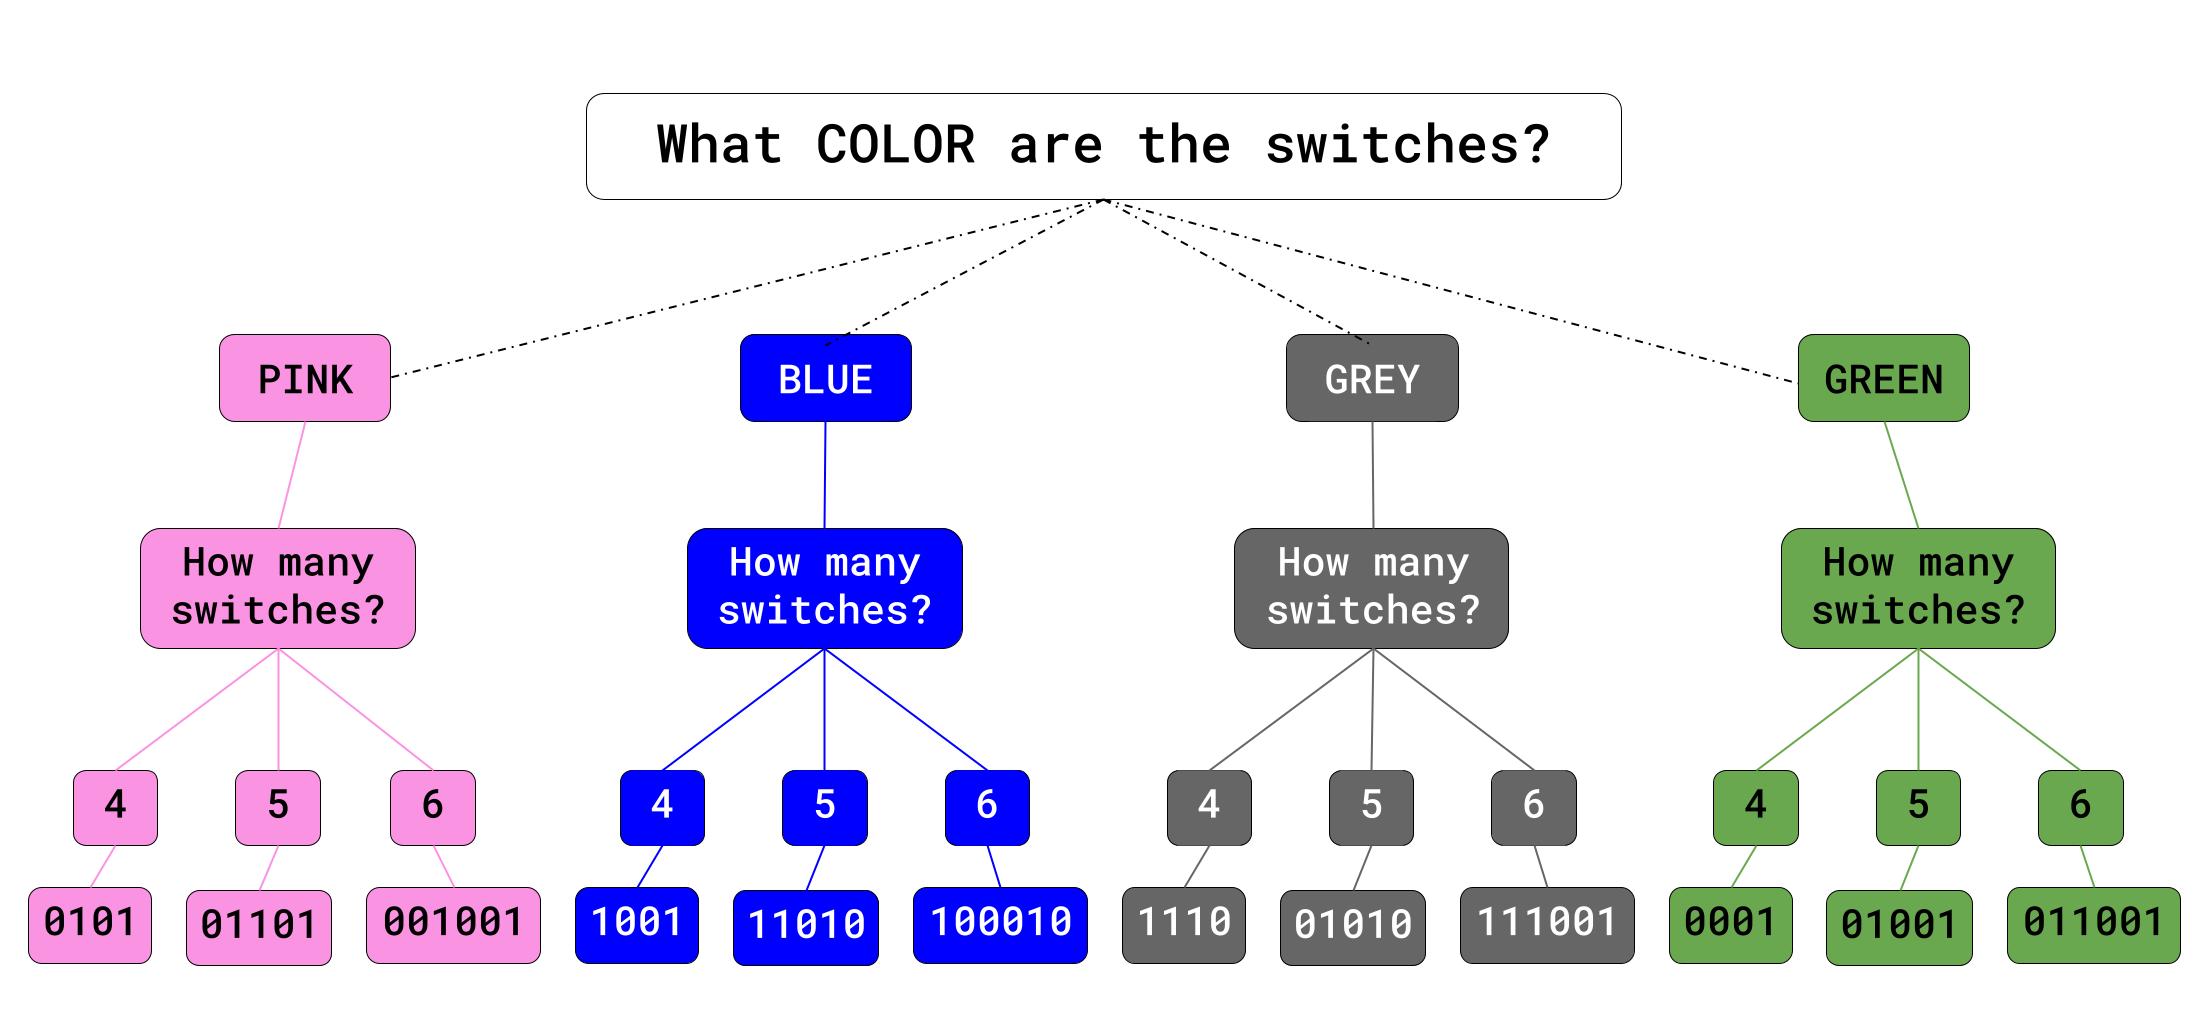 What COLOR are the switches?
PINK
BLUE
GREY
GREEN
How many
switches?
How many
switches?
How many
switches?
How many
switches?
4
5
6
4
5
6
4
5
6
4
5
6
0101
01101
001001
1001
11010
100010
1110
01010
111001
0001
01001
011001